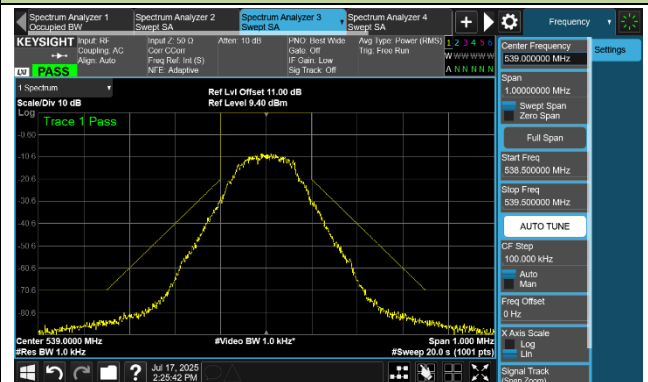 Spectrum Analyzer 1
Occupied BW
Spectrum Analyzer 2
Swept SA
Spectrum Analyzer 3
Swept SA
Spectrum Analyzer 4
Swept SA
Frequency
KEYSIGHT
Input: RF
Coupling: AC
Align: Auto
Input Z: 50 Ω
Corr CCorr
Freq Ref: Int (S)
NFE: Adaptive
Atten: 10 dB
PNO: Best Wide
Gate: Off
IF Gain: Low
Sig Track: Off
Avg Type: Power (RMS)
Trig: Free Run
1 2 3 4 5 6
W W W W W W
A N N N N N
LXI
PASS
1 Spectrum
Scale/Div 10 dB
Ref Lvl Offset 11.00 dB
Ref Level 9.40 dBm
Log
Trace 1 Pass
-0.60
-10.6
-20.6
-30.6
-40.6
-50.6
-60.6
-70.6
-80.6
Center 539.0000 MHz
#Video BW 1.0 kHz*
Span 1.000 MHz
#Res BW 1.0 kHz
#Sweep 20.0 s (1001 pts)
Jul 17, 2025
2:25:42 PM
Center Frequency
539.000000 MHz
Settings
Span
1.00000000 MHz
Swept Span
Zero Span
Full Span
Start Freq
538.500000 MHz
Stop Freq
539.500000 MHz
AUTO TUNE
CF Step
100.000 kHz
Auto
Man
Freq Offset
0 Hz
X Axis Scale
Log
Lin
Signal Track
(Span Zoom)